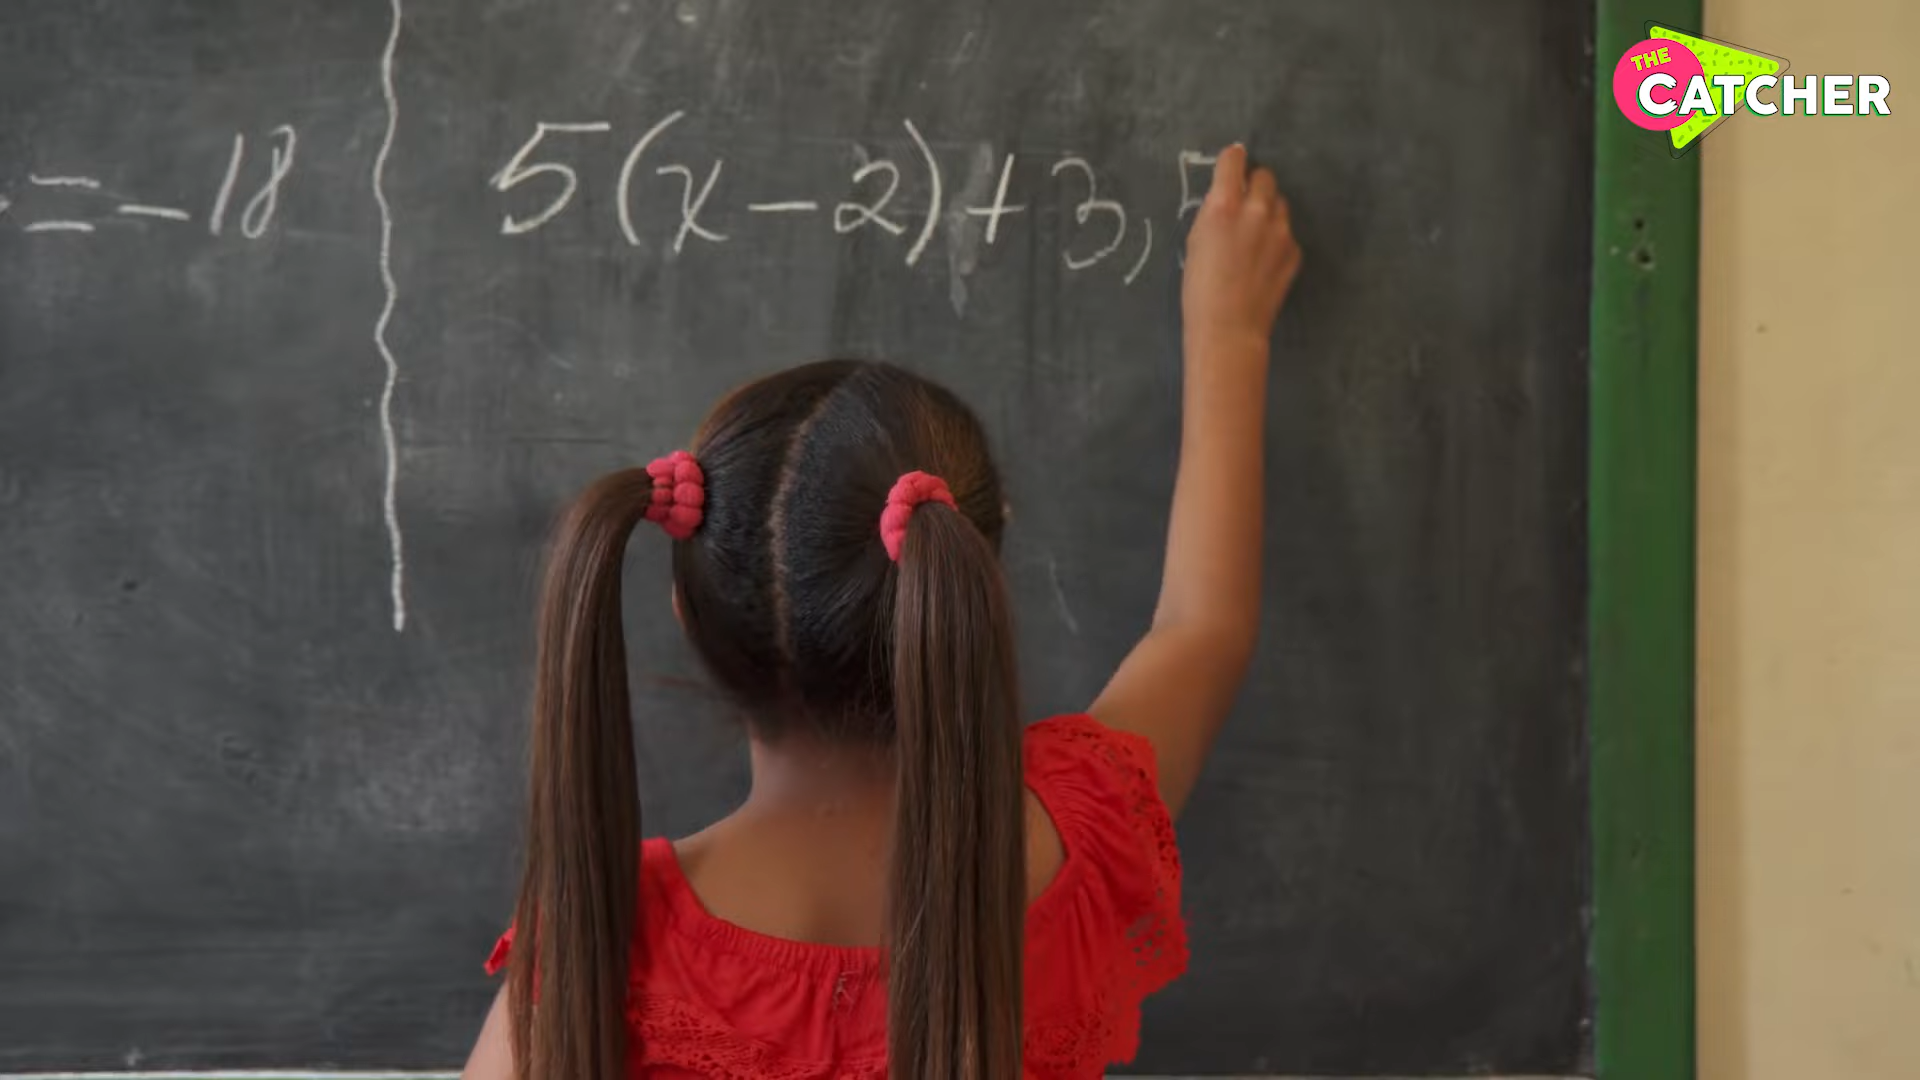 = -18
5(x-2)+3,5
THE
CATCHER